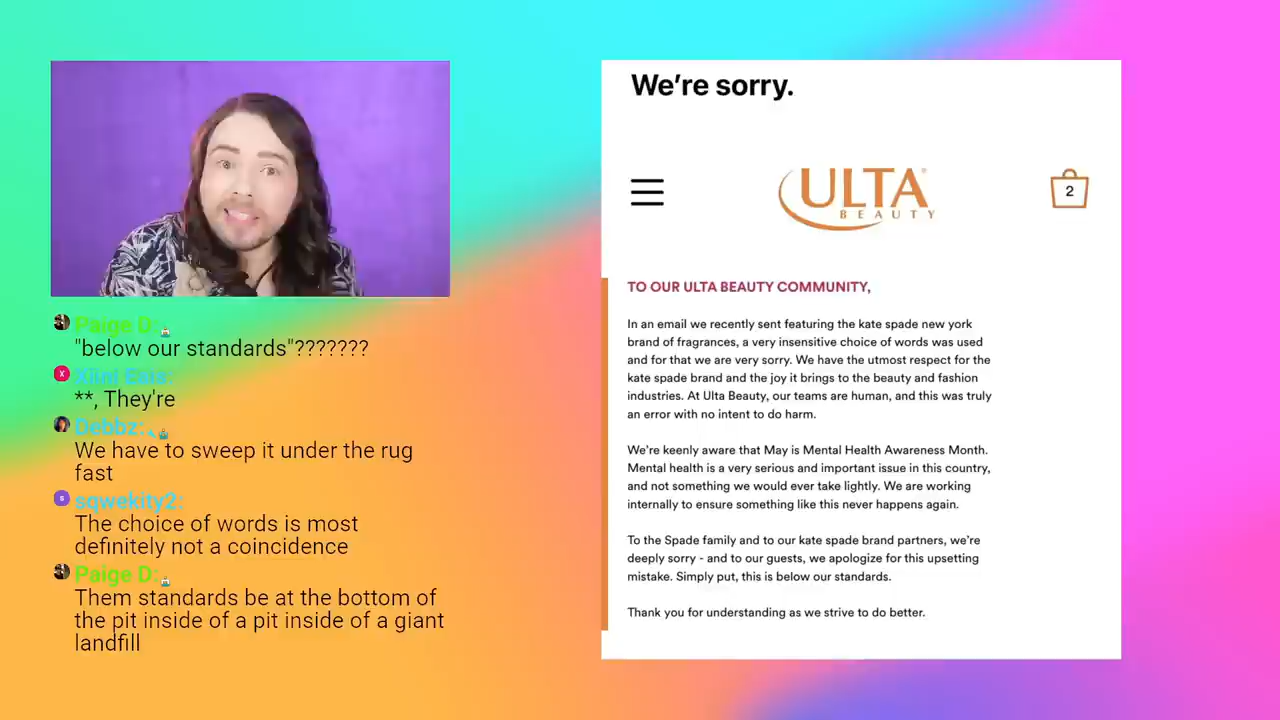 Paige D:
"below our standards"???????
X
Xiini Esia:
**, They're
Debbz:
We have to sweep it under the rug
fast
s
sqwekity2:
The choice of words is most
definitely not a coincidence
Paige D:
Them standards be at the bottom of
the pit inside of a pit inside of a giant
landfill
We're sorry.
ULTA
BEAUTY
2
TO OUR ULTA BEAUTY COMMUNITY,
In an email we recently sent featuring the kate spade new york
brand of fragrances, a very insensitive choice of words was used
and for that we are very sorry. We have the utmost respect for the
kate spade brand and the joy it brings to the beauty and fashion
industries. At Ulta Beauty, our teams are human, and this was truly
an error with no intent to do harm.
We're keenly aware that May is Mental Health Awareness Month.
Mental health is a very serious and important issue in this country,
and not something we would ever take lightly. We are working
internally to ensure something like this never happens again.
To the Spade family and to our kate spade brand partners, we're
deeply sorry - and to our guests, we apologize for this upsetting
mistake. Simply put, this is below our standards.
Thank you for understanding as we strive to do better.